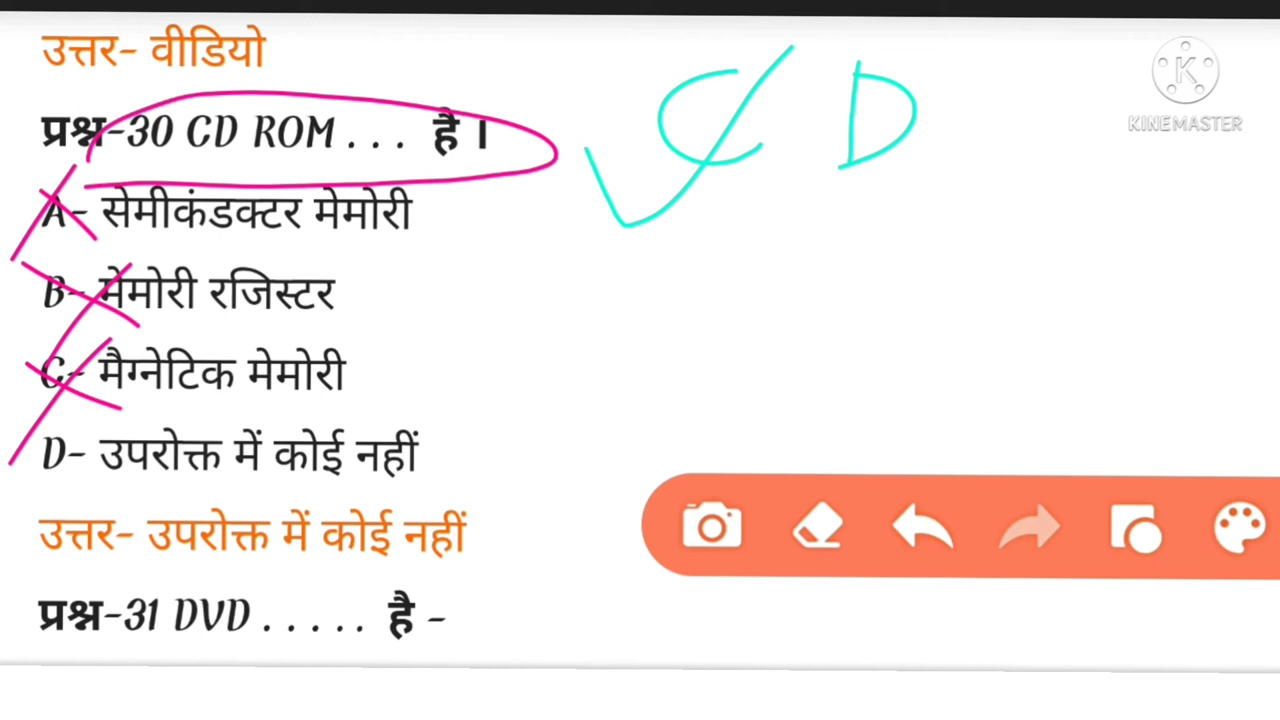 उत्तर- वीडियो
C D
KINEMASTER
प्रश्न-30 CD ROM . . . है ।
A- सेमीकंडक्टर मेमोरी
B- मेमोरी रजिस्टर
C- मैग्नेटिक मेमोरी
D- उपरोक्त में कोई नहीं
उत्तर- उपरोक्त में कोई नहीं
प्रश्न-31 DVD . . . . . है -